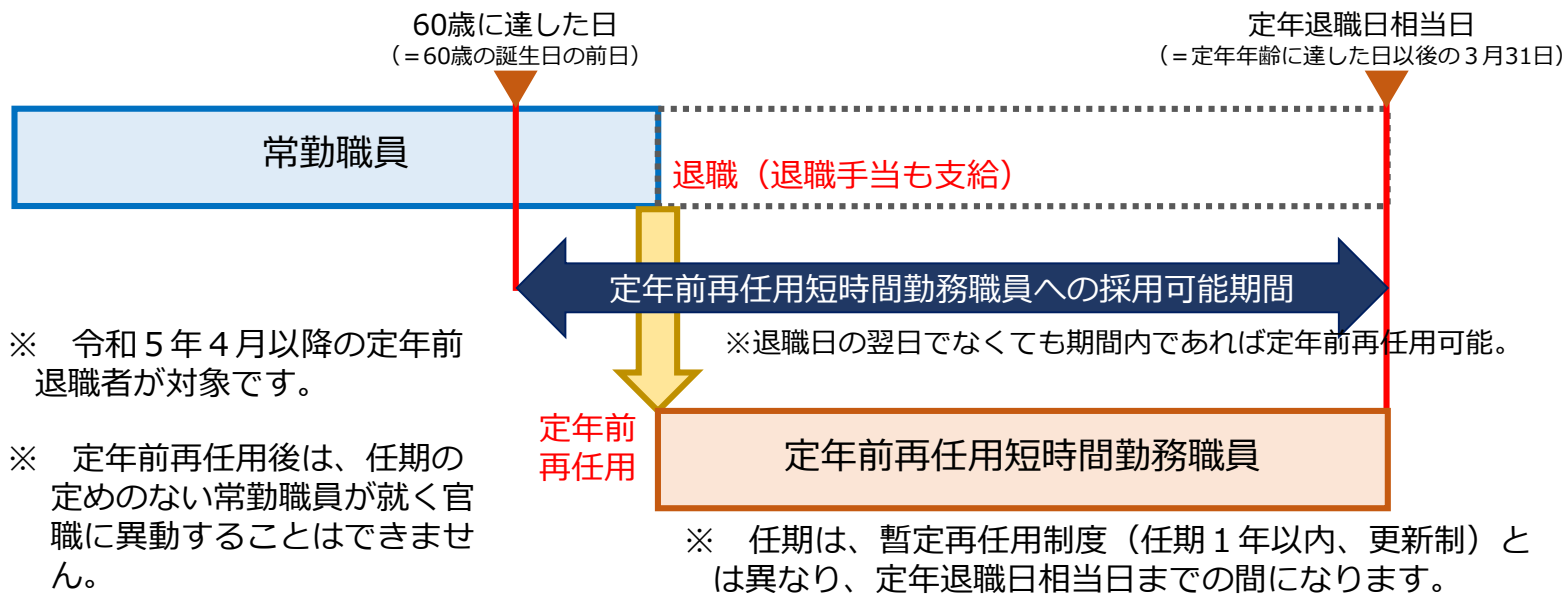 60歳に達した日
（＝60歳の誕生日の前日）
定年退職日相当日
（＝定年年齢に達した日以後の３月31日）
常勤職員
退職（退職手当も支給）
定年前再任用短時間勤務職員への採用可能期間
※退職日の翌日でなくても期間内であれば定年前再任用可能。
※　令和５年４月以降の定年前
退職者が対象です。
※　定年前再任用後は、任期の
定めのない常勤職員が就く官
職に異動することはできませ
ん。
定年前
再任用
定年前再任用短時間勤務職員
※　任期は、暫定再任用制度（任期１年以内、更新制）と
は異なり、定年退職日相当日までの間になります。